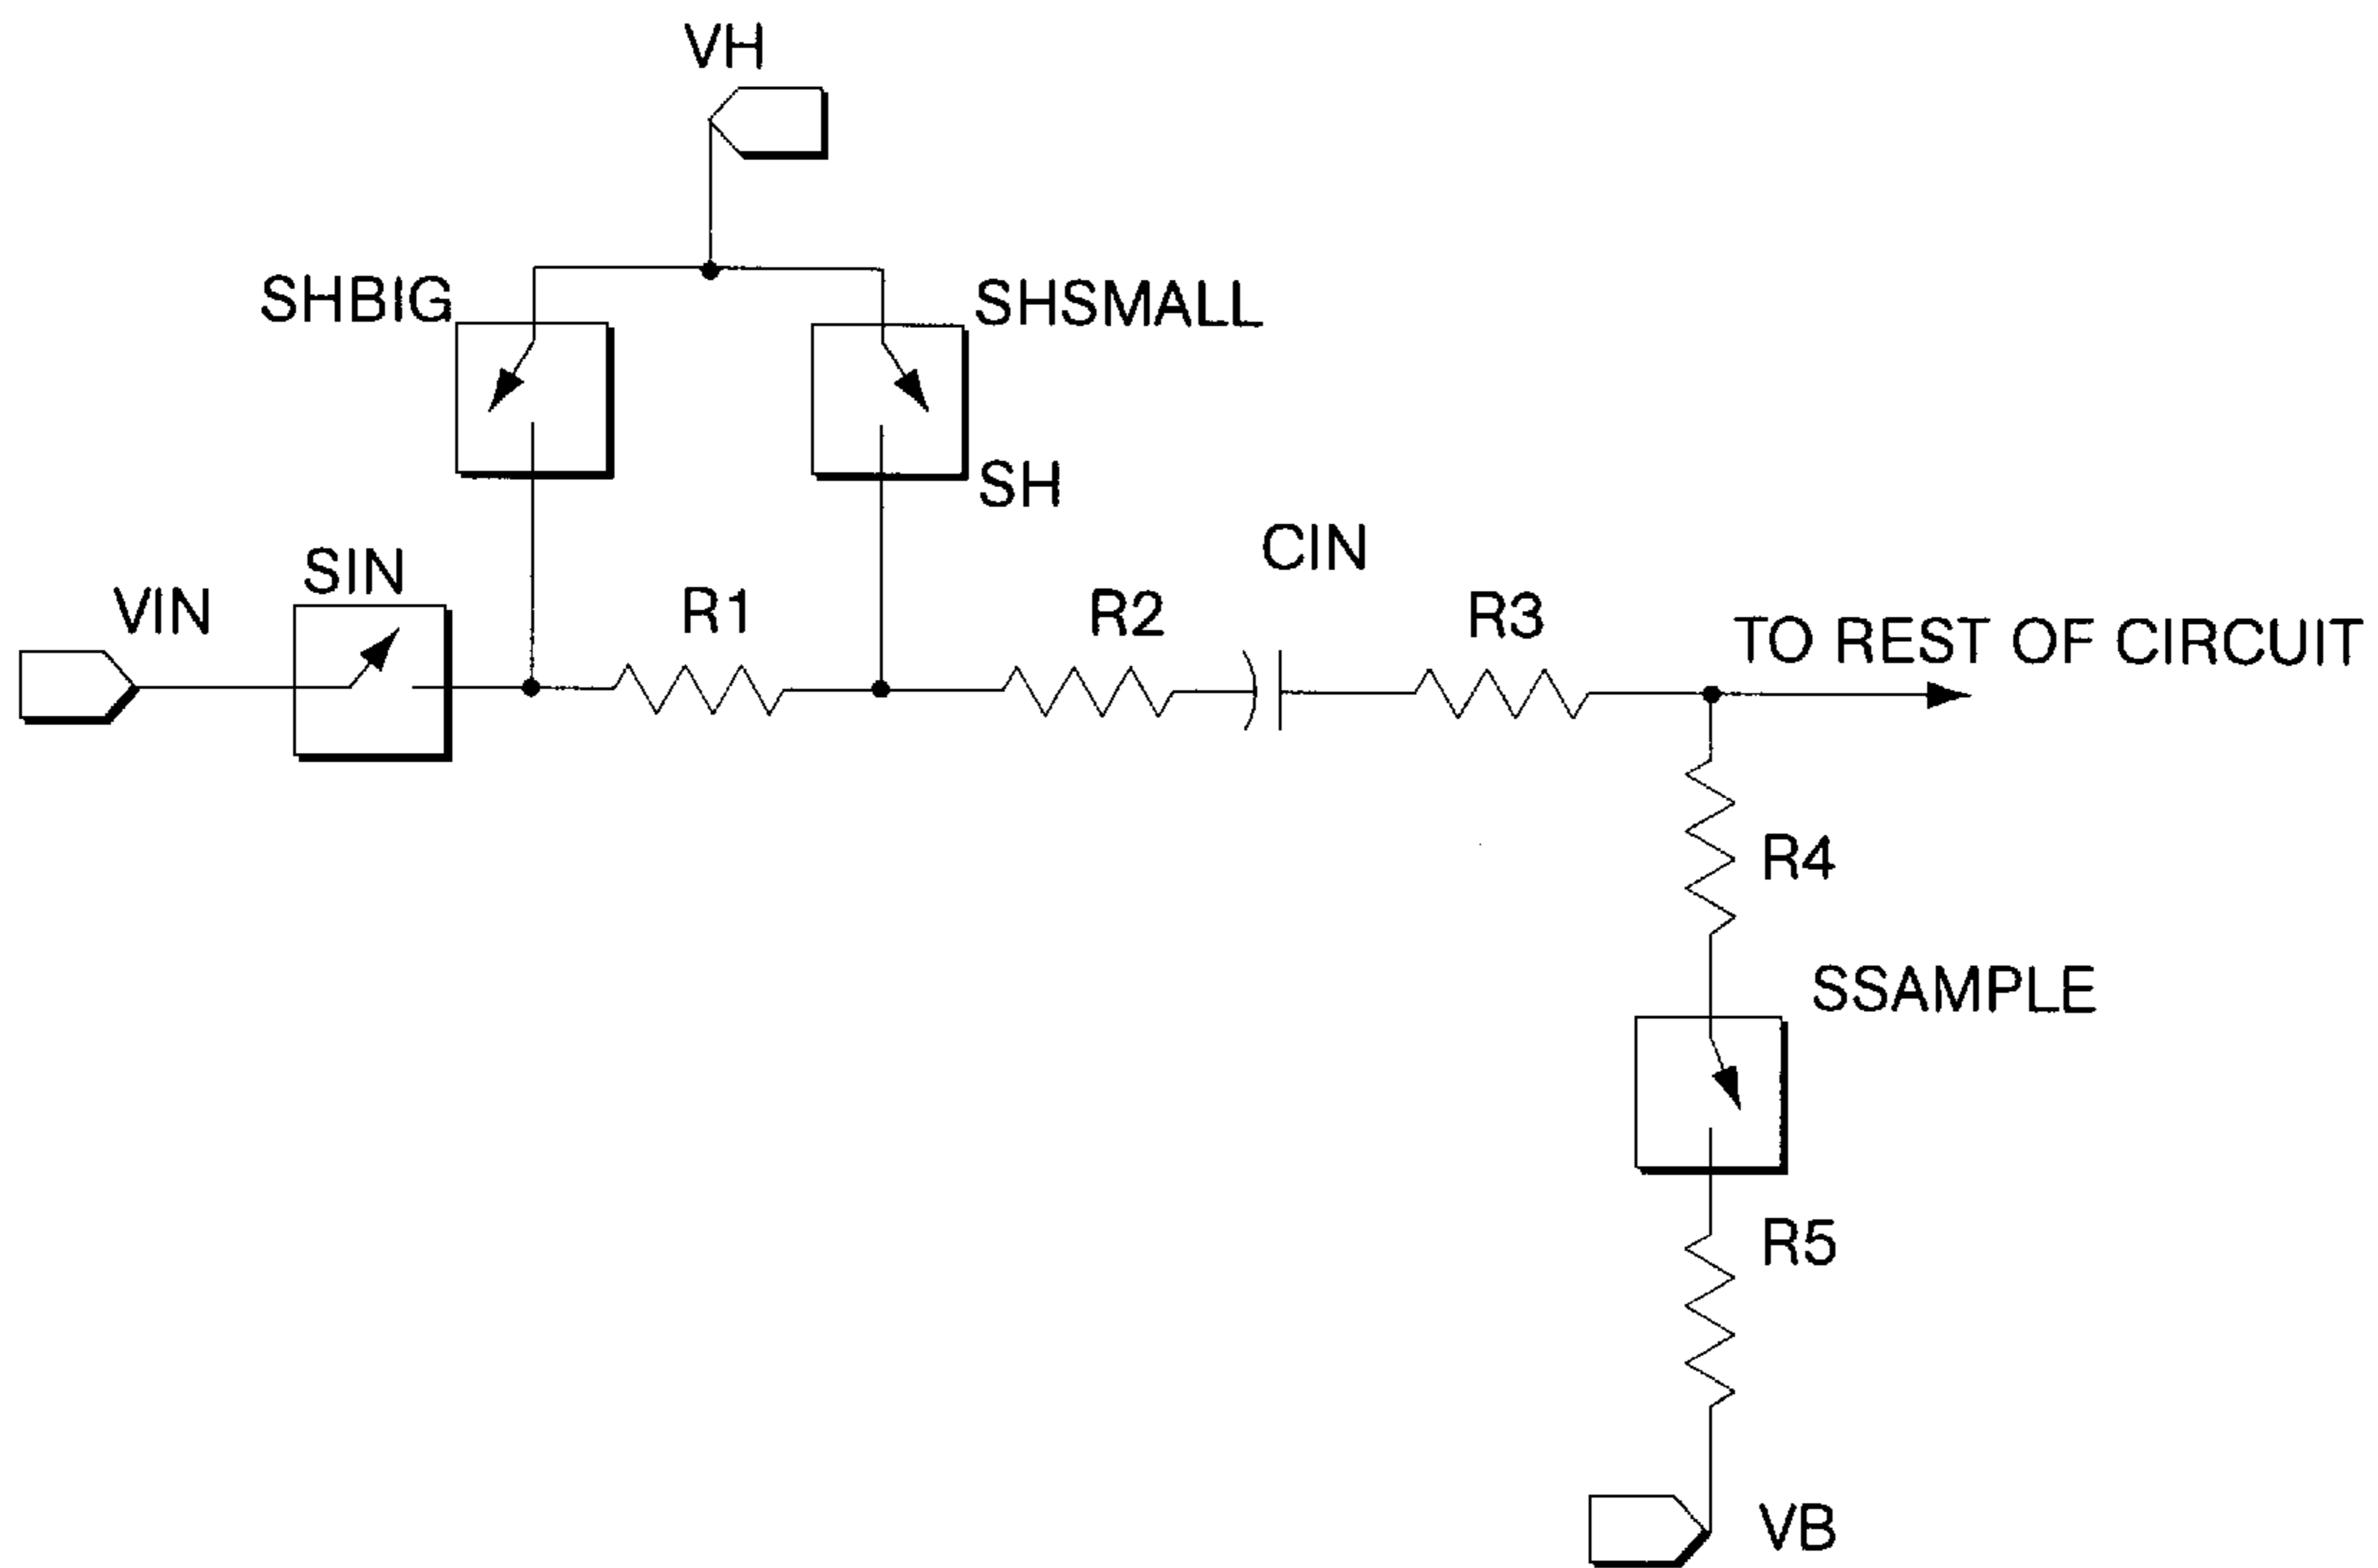 VH
SHBIG
SHSMALL
SH
CIN
SIN
VIN
R1
R2
R3
TO REST OF CIRCUIT
R4
SSAMPLE
R5
VB